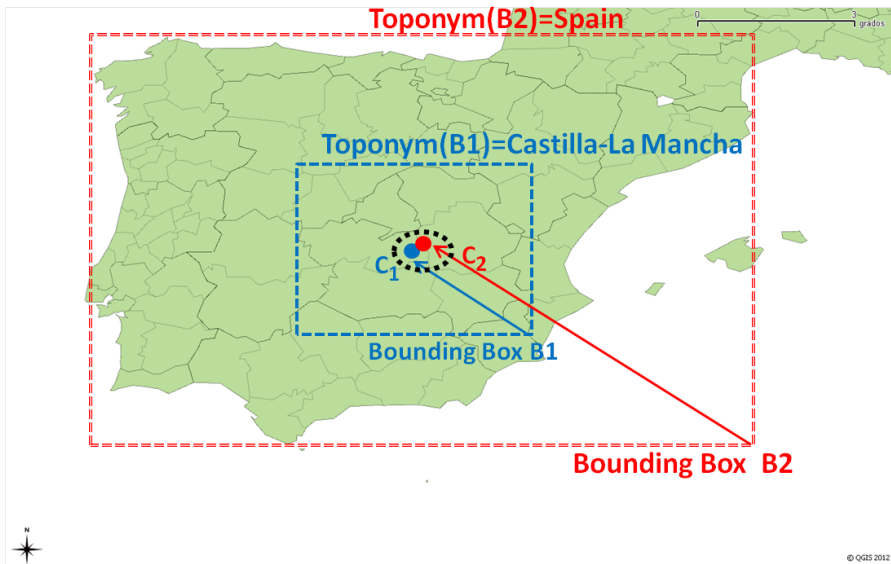 Toponym(B2)=Spain
0 3
grados
Toponym(B1)=Castilla-La Mancha
C1 C2
Bounding Box B1
Bounding Box B2
N
© QGIS 2012